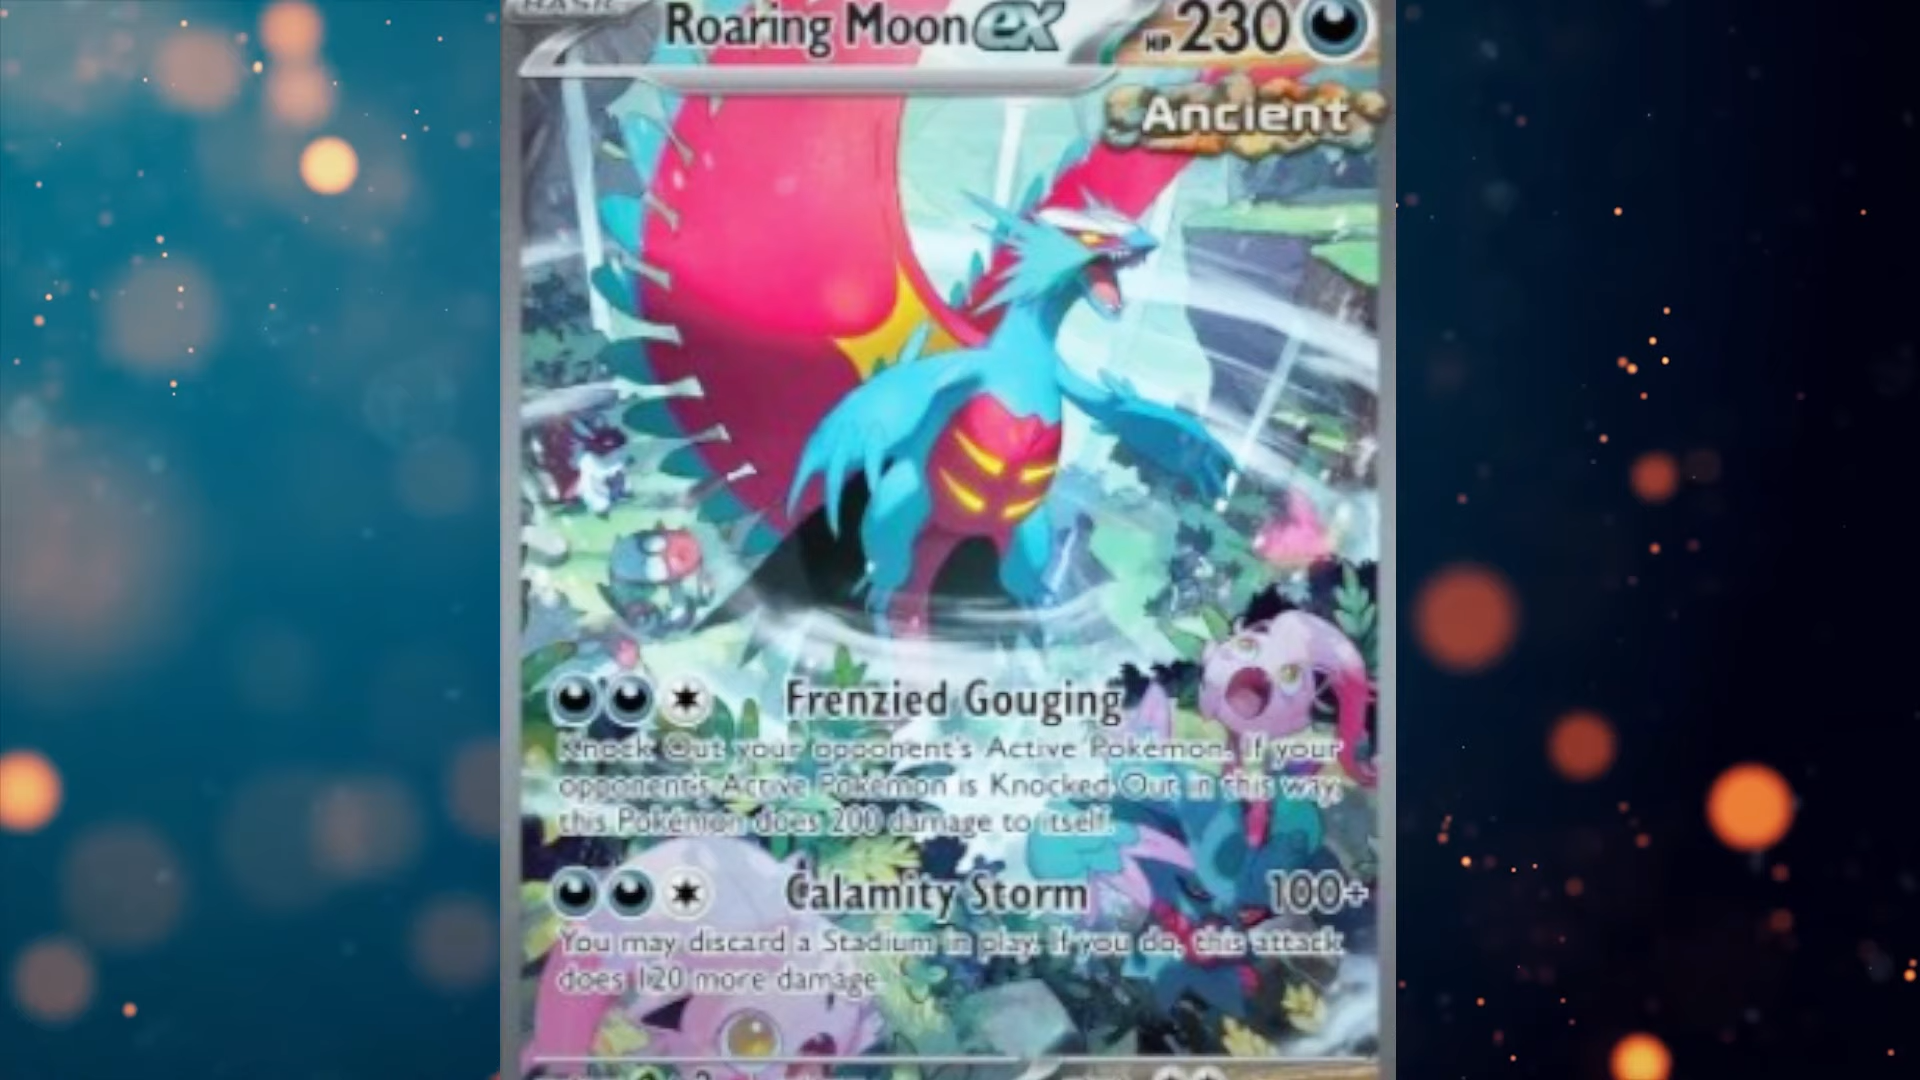 BASIC
Roaring Moon ex HP 230
Ancient
Frenzied Gouging
Knock Out your opponent's Active Pokémon. If your
opponent's Active Pokémon is Knocked Out in this way,
this Pokémon does 200 damage to itself.
Calamity Storm 100+
You may discard a Stadium in play. If you do, this attack
does 120 more damage.